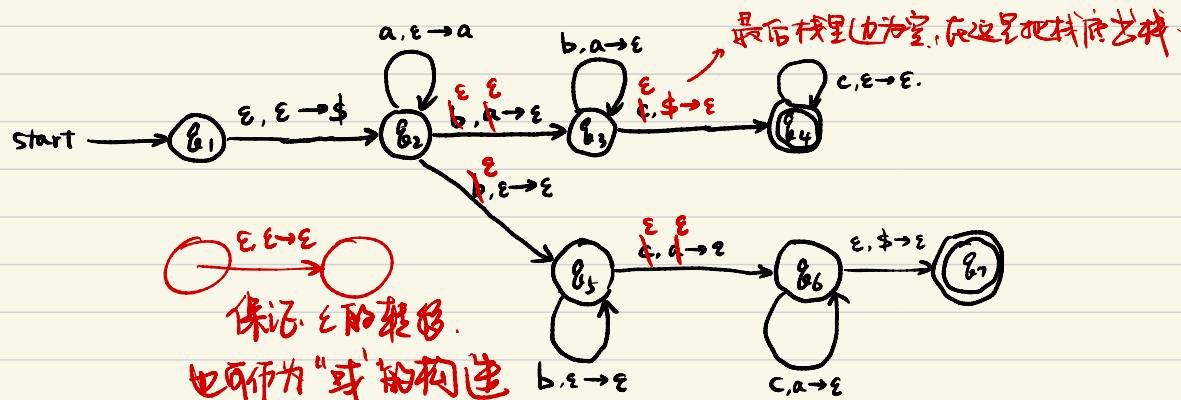 a, ε → a
b, a → ε
最后栈里边为空,在这里把栈底出栈.
c, ε → ε.
start
q1
ε, ε → $
q2
ε ε
b, a → ε
q3
ε
c, $ → ε
q4
ε
b, ε → ε
ε, ε → ε
q5
ε ε
c, a → ε
q6
ε, $ → ε
q7
保证 ε 的转移.
也可作为“或”的构造
b, ε → ε
c, a → ε